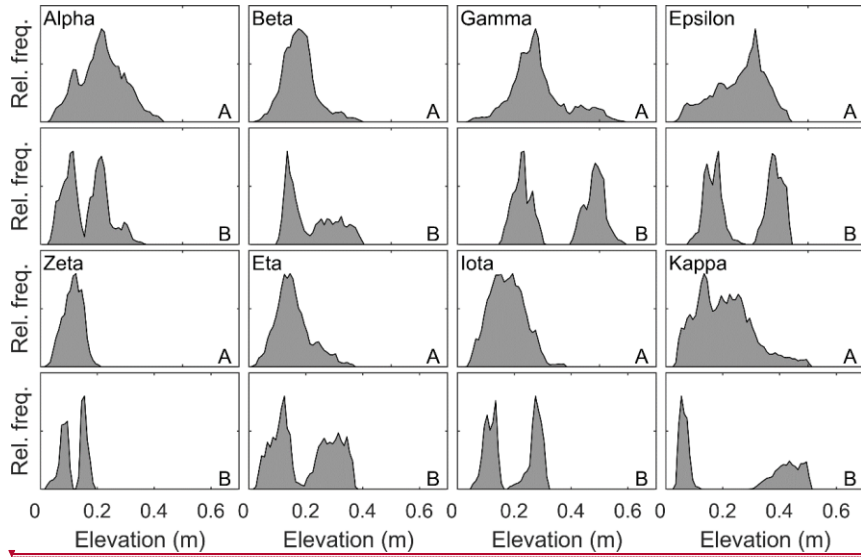 Alpha Beta Gamma Epsilon
Rel. freq. A A A A
Rel. freq. B B B B
Zeta Eta Iota Kappa
Rel. freq. A A A A
Rel. freq. B B B B
0 0.2 0.4 0.6 0 0.2 0.4 0.6 0 0.2 0.4 0.6 0 0.2 0.4 0.6
Elevation (m) Elevation (m) Elevation (m) Elevation (m)